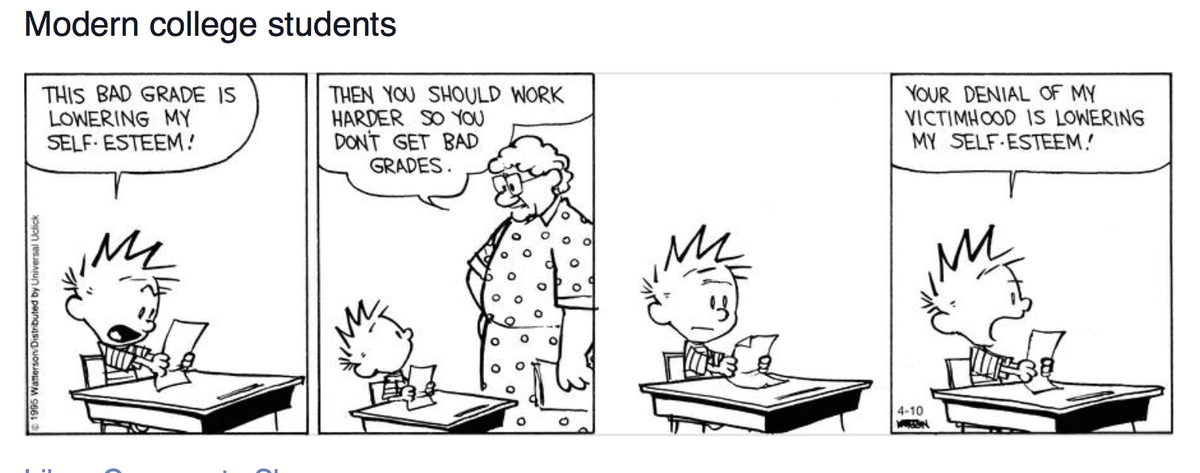 Modern college students
THIS BAD GRADE IS
LOWERING MY
SELF-ESTEEM!
THEN YOU SHOULD WORK
HARDER SO YOU
DON'T GET BAD
GRADES.
YOUR DENIAL OF MY
VICTIMHOOD IS LOWERING
MY SELF-ESTEEM!
© 1995 Watterson/Distributed by Universal Uclick
4-10